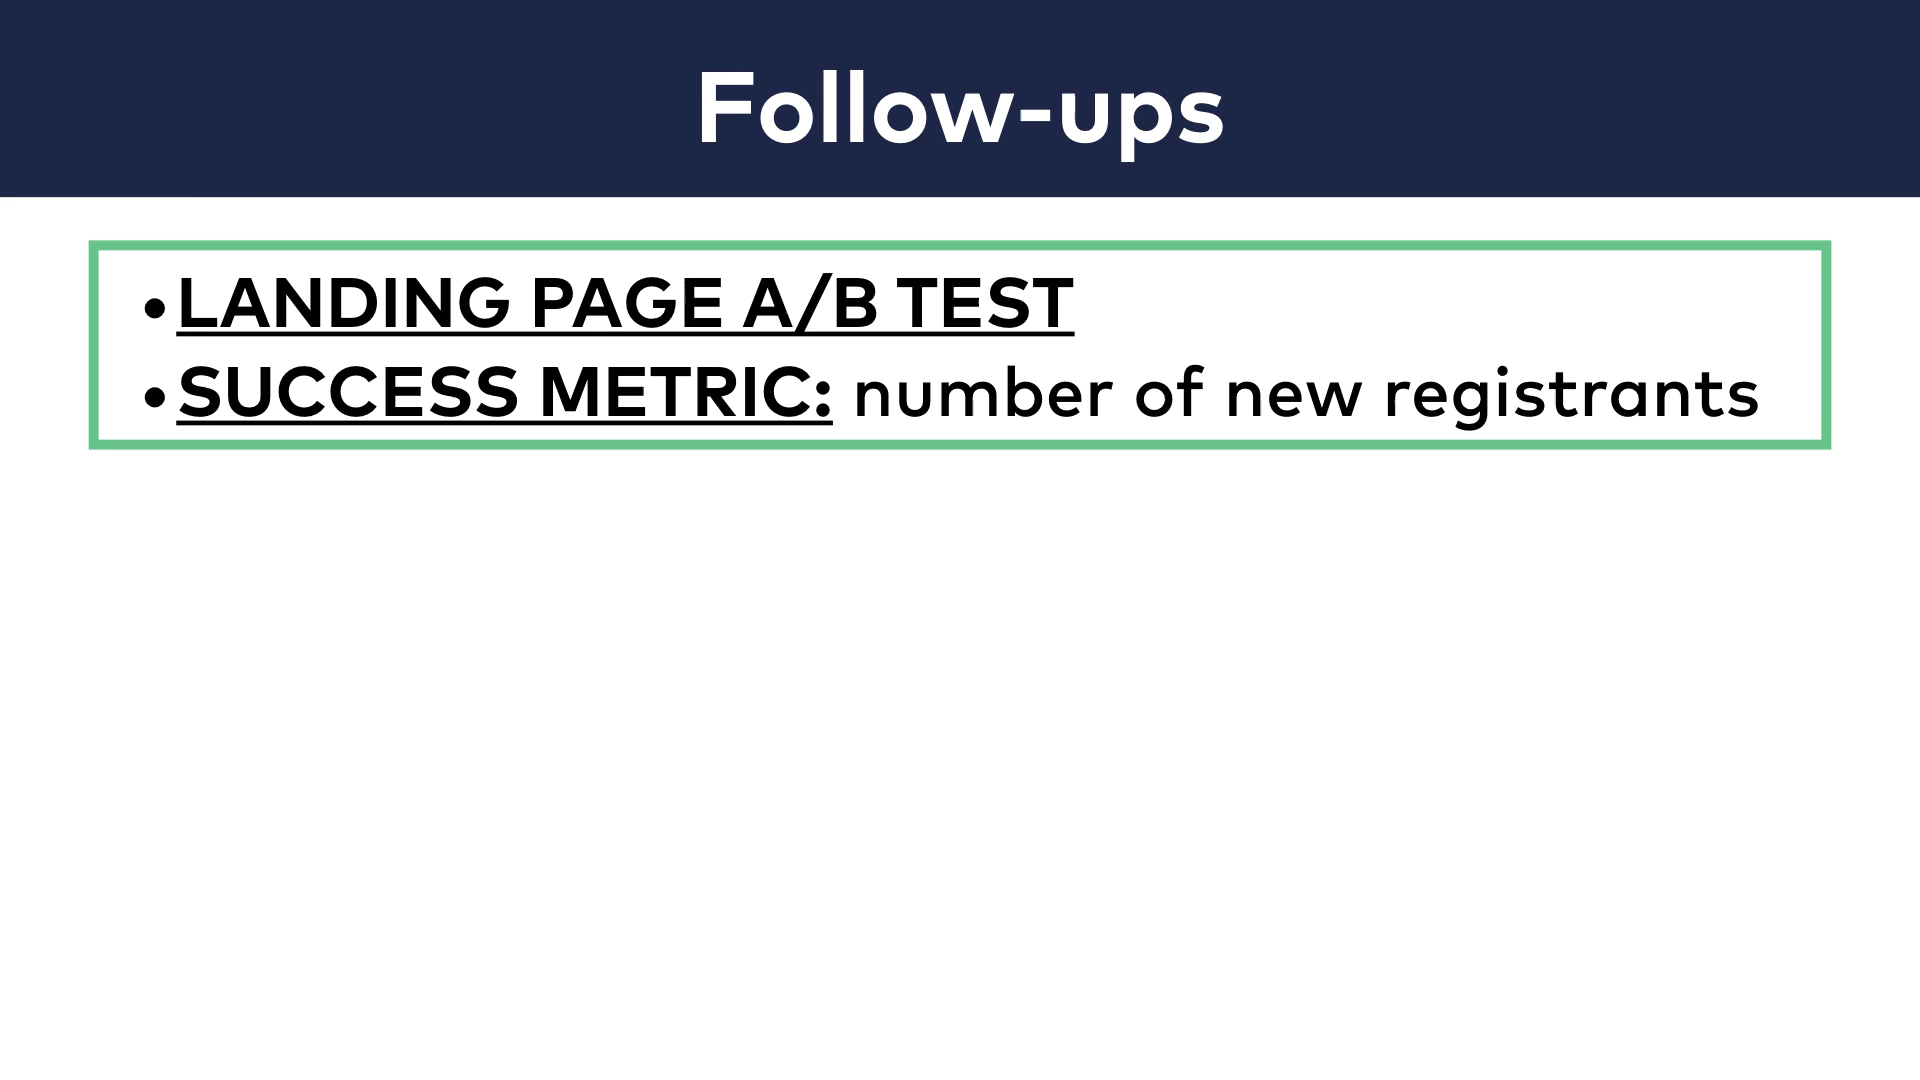 Follow-ups
•LANDING PAGE A/B TEST
•SUCCESS METRIC: number of new registrants